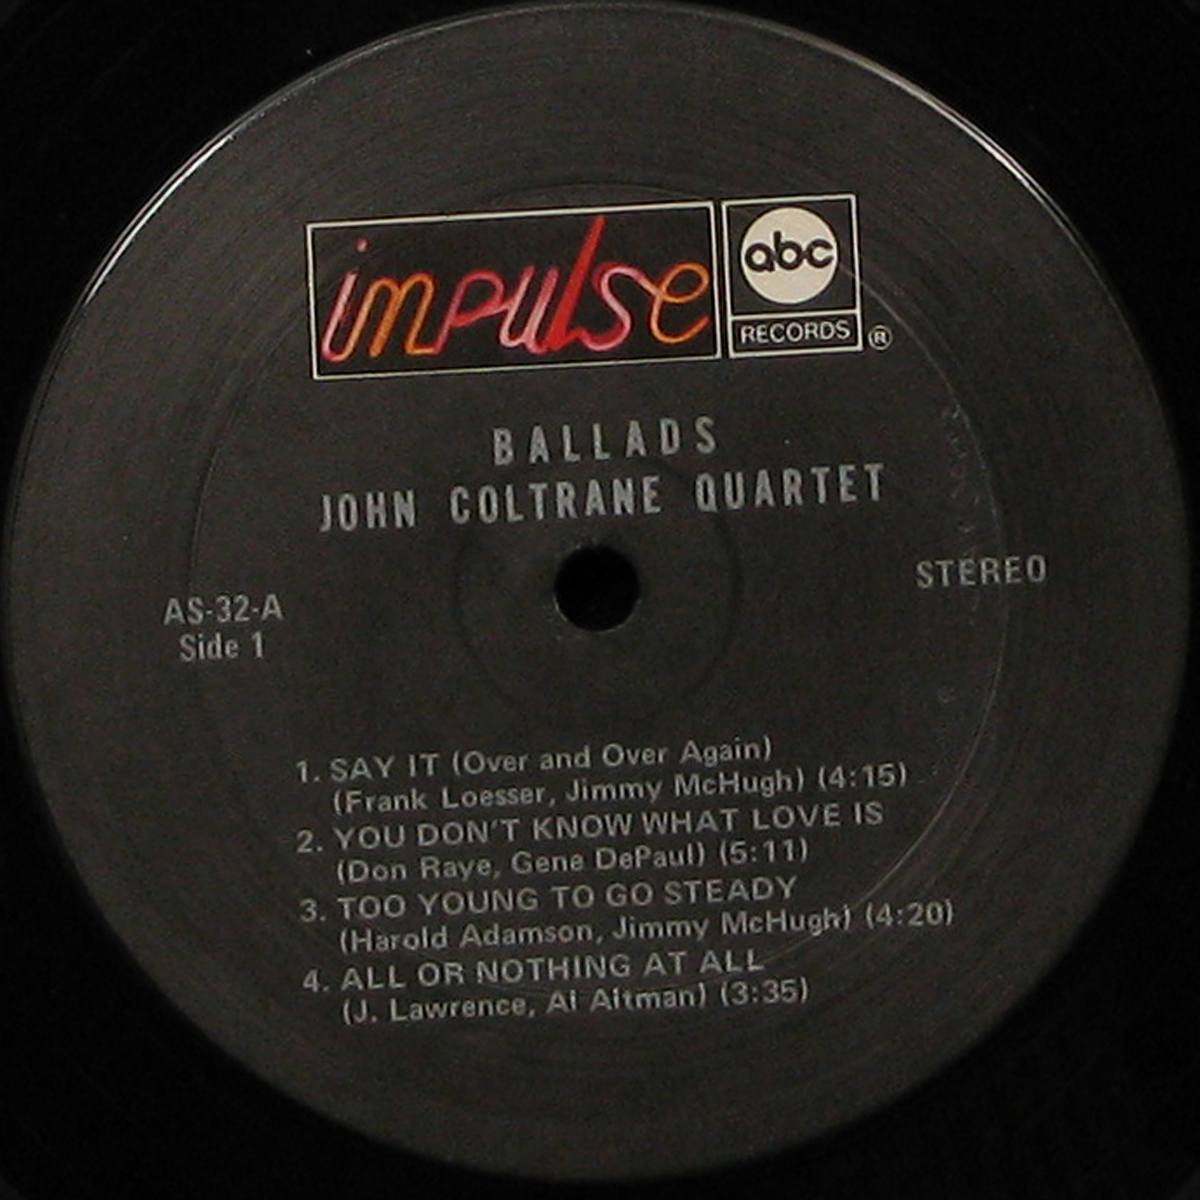 impulse
abc
RECORDS ®
BALLADS
JOHN COLTRANE QUARTET
STEREO
AS-32-A
Side 1
1. SAY IT (Over and Over Again)
(Frank Loesser, Jimmy McHugh) (4:15)
2. YOU DON'T KNOW WHAT LOVE IS
(Don Raye, Gene DePaul) (5:11)
3. TOO YOUNG TO GO STEADY
(Harold Adamson, Jimmy McHugh) (4:20)
4. ALL OR NOTHING AT ALL
(J. Lawrence, Al Altman) (3:35)